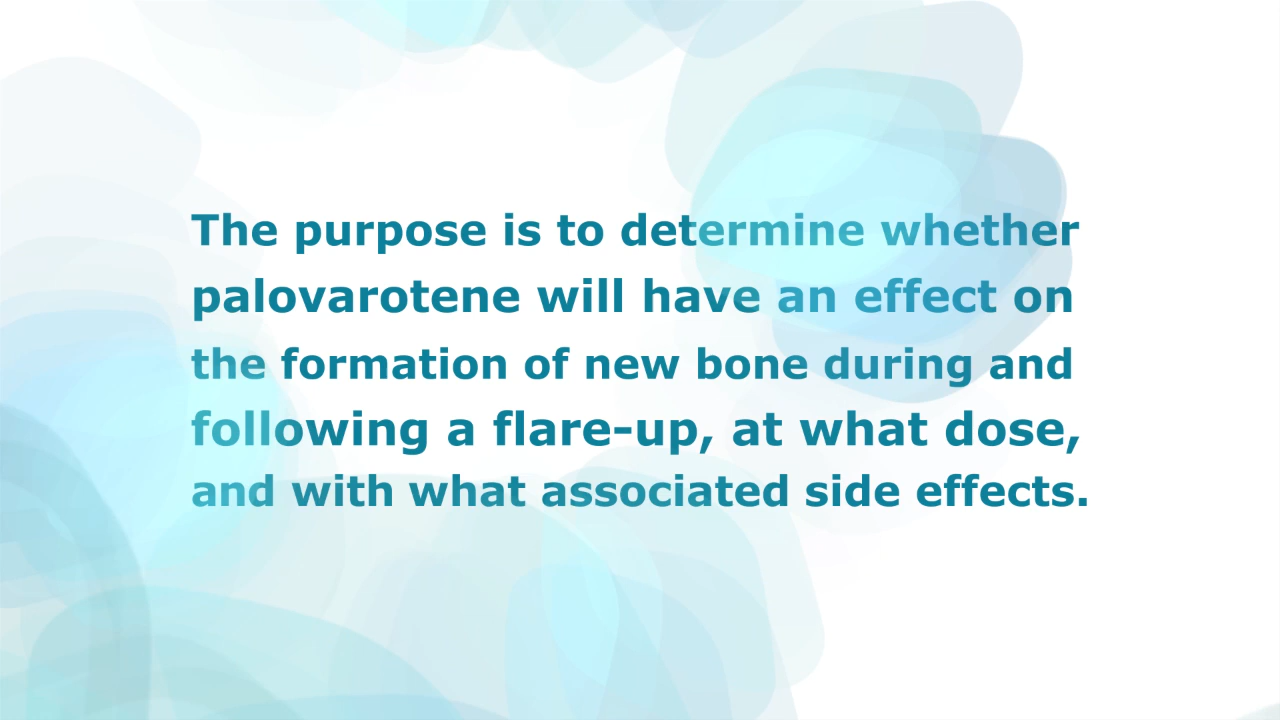 The purpose is to determine whether
palovarotene will have an effect on
the formation of new bone during and
following a flare-up, at what dose,
and with what associated side effects.